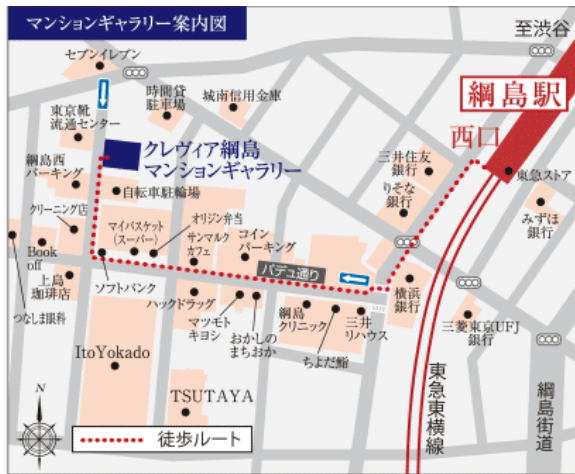 マンションギャラリー案内図
至渋谷
セブンイレブン
時間貸
駐車場
城南信用金庫
綱島駅
西口
東京靴
流通センター
クレヴィア綱島
マンションギャラリー
三井住友
銀行
東急ストア
綱島西
パーキング
自転車駐輪場
りそな
銀行
みずほ
銀行
クリーニング店
マイバスケット
(スーパー)
オリジン弁当
サンマルク
カフェ
コイン
パーキング
Book
off
上島
珈琲店
ソフトバンク
パデュ通り
横浜
銀行
つなしま眼科
ハックドラッグ
マツモト
キヨシ
おかしの
まちおか
綱島
クリニック
三井
リハウス
ちよだ鮨
三菱東京UFJ
銀行
ItoYokado
TSUTAYA
東急東横線
綱島街道
N
徒歩ルート